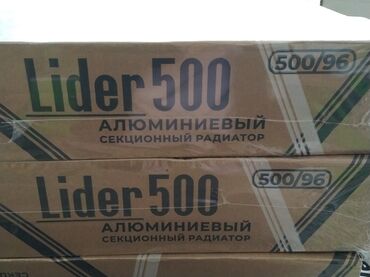 Lider 500
500/96
АЛЮМИНИЕВЫЙ
СЕКЦИОННЫЙ РАДИАТОР
Lider 500
500/96
АЛЮМИНИЕВЫЙ
СЕКЦИОННЫЙ РАДИАТОР